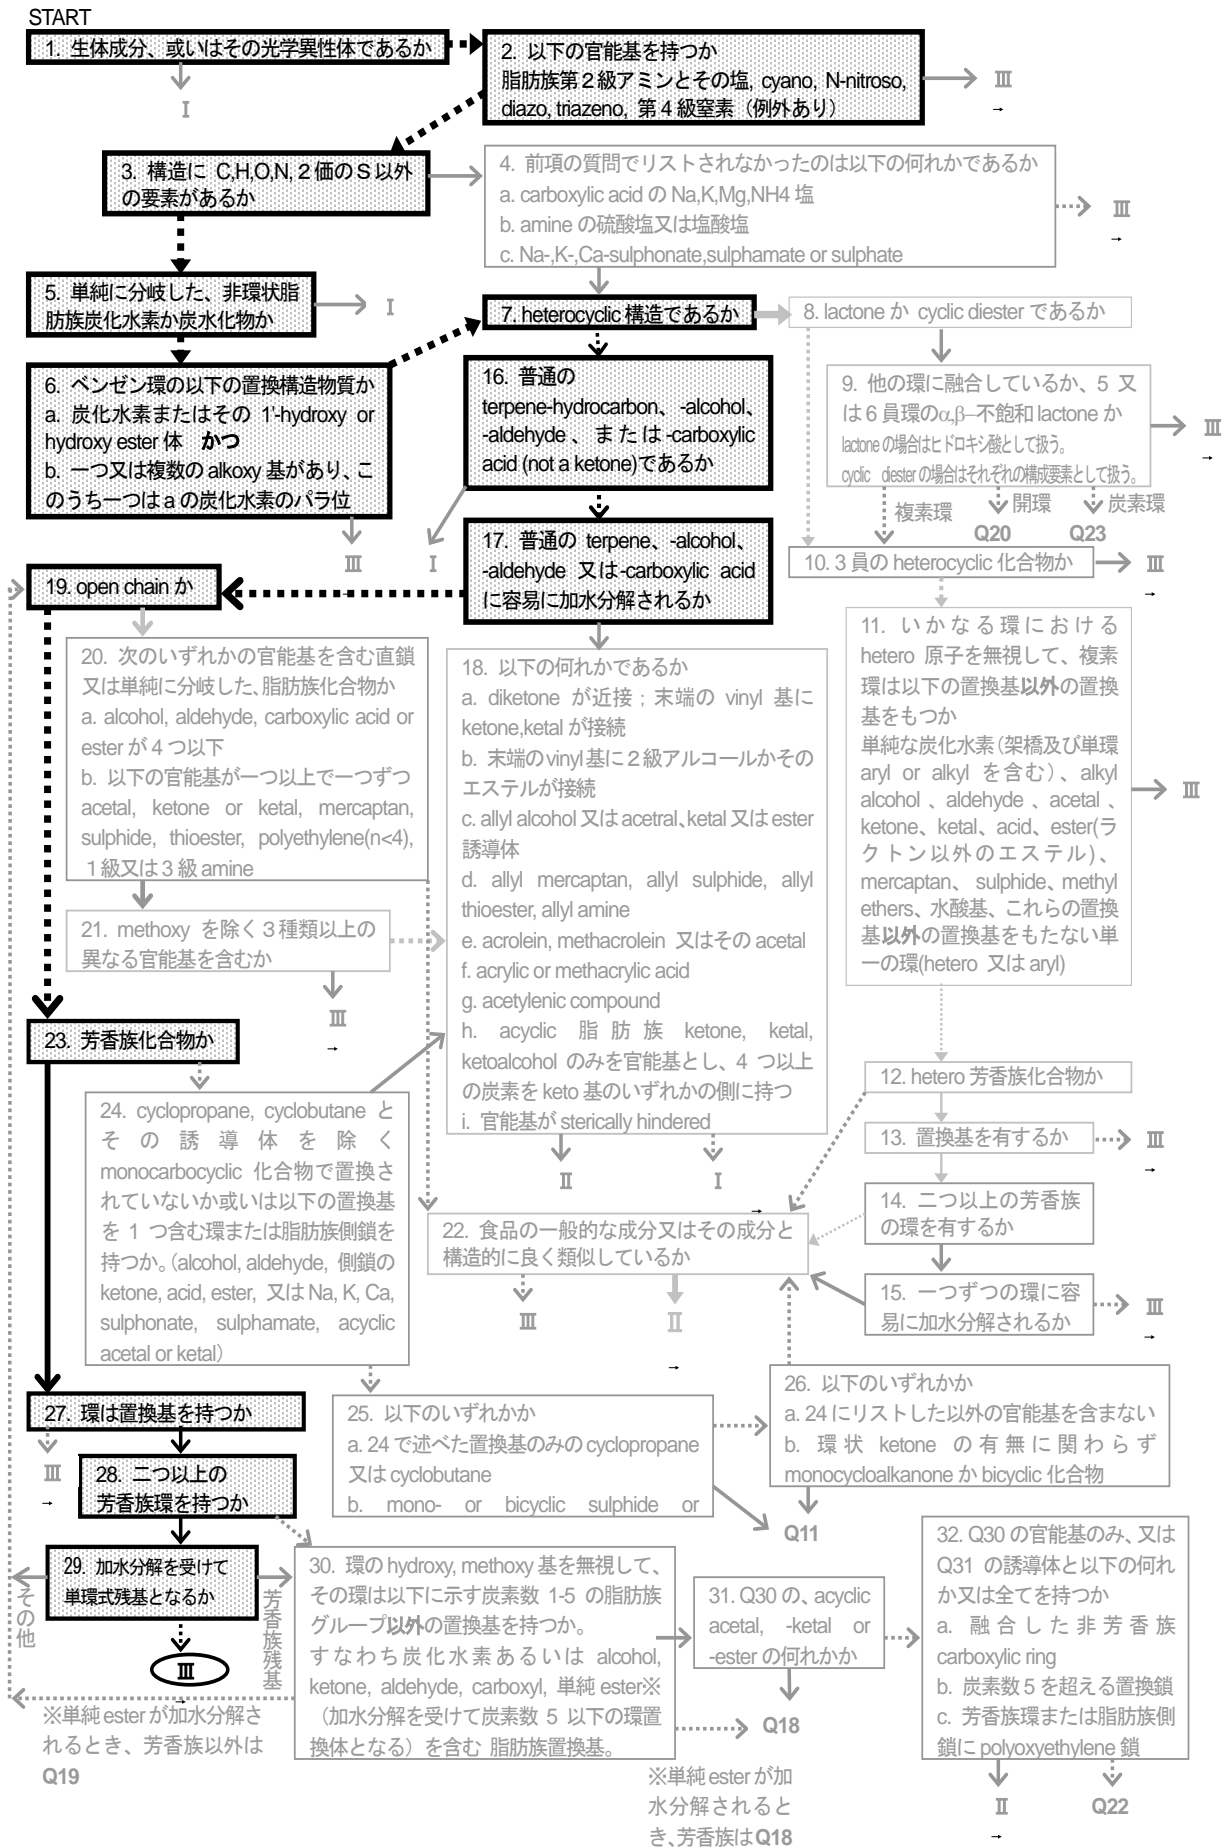 START
1. 生体成分、或いはその光学異性体であるか
I
2. 以下の官能基を持つか
脂肪族第２級アミンとその塩, cyano, N-nitroso,
diazo, triazeno, 第４級窒素（例外あり）
Ⅲ
→
3. 構造に C,H,O,N, 2 価のＳ以外
の要素があるか
4. 前項の質問でリストされなかったのは以下の何れかであるか
a. carboxylic acid の Na,K,Mg,NH4 塩
b. amine の硫酸塩又は塩酸塩
c. Na-,K-,Ca-sulphonate,sulphamate or sulphate
Ⅲ
→
5. 単純に分岐した、非環状脂
肪族炭化水素か炭水化物か
I
6. ベンゼン環の以下の置換構造物質か
a. 炭化水素またはその 1'-hydroxy or
hydroxy ester 体　かつ
b. 一つ又は複数の alkoxy 基があり、こ
のうち一つは a の炭化水素のパラ位
Ⅲ
7. heterocyclic 構造であるか
8. lactone か cyclic diester であるか
9. 他の環に融合しているか、5 又
は 6 員環のα,β–不飽和 lactone か
lactone の場合はヒドロキシ酸として扱う。
cyclic diester の場合はそれぞれの構成要素として扱う。
Ⅲ
→
複素環
開環
炭素環
Q20
Q23
10. 3 員の heterocyclic 化合物か
Ⅲ
→
16. 普通の
terpene-hydrocarbon、-alcohol、
-aldehyde 、または-carboxylic
acid (not a ketone)であるか
I
17. 普通の terpene、-alcohol、
-aldehyde 又は-carboxylic acid
に容易に加水分解されるか
19. open chain か
11. いかなる環における
hetero 原子を無視して、複素
環は以下の置換基以外の置換
基をもつか
単純な炭化水素(架橋及び単環
aryl or alkyl を含む)、alkyl
alcohol 、aldehyde 、acetal 、
ketone、ketal、acid、ester(ラ
クトン以外のエステル)、
mercaptan、sulphide、methyl
ethers、水酸基、これらの置換
基以外の置換基をもたない単
一の環(hetero 又は aryl)
Ⅲ
→
20. 次のいずれかの官能基を含む直鎖
又は単純に分岐した、脂肪族化合物か
a. alcohol, aldehyde, carboxylic acid or
ester が 4 つ以下
b. 以下の官能基が一つ以上で一つずつ
acetal, ketone or ketal, mercaptan,
sulphide, thioester, polyethylene(n<4),
１級又は３級 amine
18. 以下の何れかであるか
a. diketone が近接；末端の vinyl 基に
ketone,ketal が接続
b. 末端の vinyl 基に２級アルコールかその
エステルが接続
c. allyl alcohol 又は acetral、ketal 又は ester
誘導体
d. allyl mercaptan, allyl sulphide, allyl
thioester, allyl amine
e. acrolein, methacrolein 又はその acetal
f. acrylic or methacrylic acid
g. acetylenic compound
h. acyclic 脂肪族 ketone, ketal,
ketoalcohol のみを官能基とし、4 つ以上
の炭素を keto 基のいずれかの側に持つ
i. 官能基が sterically hindered
Ⅱ
I
→
21. methoxy を除く３種類以上の
異なる官能基を含むか
Ⅲ
→
23. 芳香族化合物か
24. cyclopropane, cyclobutane と
その誘導体を除く
monocarbocyclic 化合物で置換さ
れていないか或いは以下の置換基
を 1 つ含む環または脂肪族側鎖を
持つか。（alcohol, aldehyde, 側鎖の
ketone, acid, ester, 又は Na, K, Ca,
sulphonate, sulphamate, acyclic
acetal or ketal）
12. hetero 芳香族化合物か
13. 置換基を有するか
Ⅲ
→
14. 二つ以上の芳香族
の環を有するか
22. 食品の一般的な成分又はその成分と
構造的に良く類似しているか
Ⅲ
Ⅱ
→
15. 一つずつの環に容
易に加水分解されるか
Ⅲ
→
27. 環は置換基を持つか
Ⅲ
→
25. 以下のいずれかか
a. 24 で述べた置換基のみの cyclopropane
又は cyclobutane
b. mono- or bicyclic sulphide or
26. 以下のいずれかか
a. 24 にリストした以外の官能基を含まない
b. 環状 ketone の有無に関わらず
monocycloalkanone か bicyclic 化合物
Q11
28. 二つ以上の
芳香族環を持つか
29. 加水分解を受けて
単環式残基となるか
その他
芳香族残基
Ⅲ
→
30. 環の hydroxy, methoxy 基を無視して、
その環は以下に示す炭素数 1-5 の脂肪族
グループ以外の置換基を持つか。
すなわち炭化水素あるいは alcohol,
ketone, aldehyde, carboxyl, 単純 ester※
（加水分解を受けて炭素数 5 以下の環置
換体となる）を含む 脂肪族置換基。
31. Q30 の、acyclic
acetal, -ketal or
-ester の何れかか
Q18
32. Q30 の官能基のみ、又は
Q31 の誘導体と以下の何れ
か又は全てを持つか
a. 融合した非芳香族
carboxylic ring
b. 炭素数 5 を超える置換鎖
c. 芳香族環または脂肪族側
鎖に polyoxyethylene 鎖
Ⅱ
→
Q22
※単純 ester が加水分解さ
れるとき、芳香族以外は
Q19
※単純 ester が加
水分解されると
き、芳香族は Q18